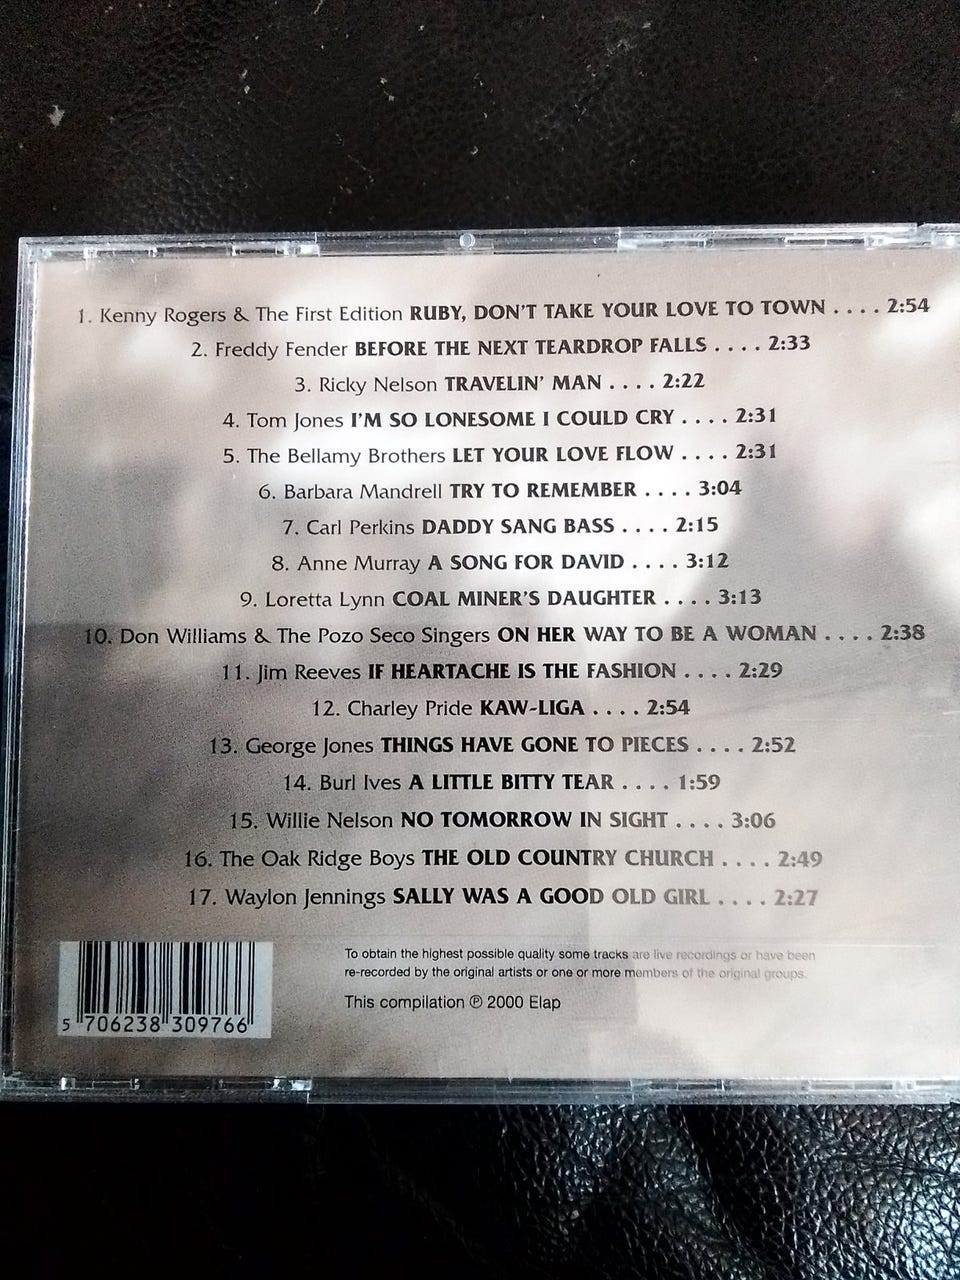 1. Kenny Rogers & The First Edition RUBY, DON'T TAKE YOUR LOVE TO TOWN . . . . 2:54
2. Freddy Fender BEFORE THE NEXT TEARDROP FALLS . . . . 2:33
3. Ricky Nelson TRAVELIN' MAN . . . . 2:22
4. Tom Jones I'M SO LONESOME I COULD CRY . . . . 2:31
5. The Bellamy Brothers LET YOUR LOVE FLOW . . . . 2:31
6. Barbara Mandrell TRY TO REMEMBER . . . . 3:04
7. Carl Perkins DADDY SANG BASS . . . . 2:15
8. Anne Murray A SONG FOR DAVID . . . . 3:12
9. Loretta Lynn COAL MINER'S DAUGHTER . . . . 3:13
10. Don Williams & The Pozo Seco Singers ON HER WAY TO BE A WOMAN . . . . 2:38
11. Jim Reeves IF HEARTACHE IS THE FASHION . . . . 2:29
12. Charley Pride KAW-LIGA . . . . 2:54
13. George Jones THINGS HAVE GONE TO PIECES . . . . 2:52
14. Burl Ives A LITTLE BITTY TEAR . . . . 1:59
15. Willie Nelson NO TOMORROW IN SIGHT . . . . 3:06
16. The Oak Ridge Boys THE OLD COUNTRY CHURCH . . . . 2:49
17. Waylon Jennings SALLY WAS A GOOD OLD GIRL . . . . 2:27
To obtain the highest possible quality some tracks are live recordings or have been
re-recorded by the original artists or one or more members of the original groups.
This compilation ℗ 2000 Elap
5 706238 309766